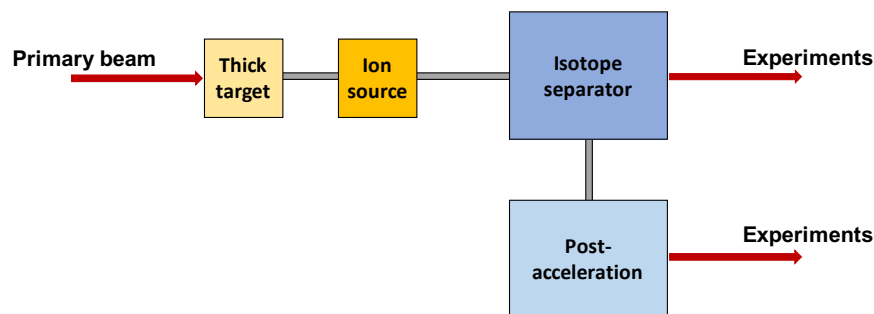 Primary beam
Thick
target
Ion
source
Isotope
separator
Experiments
Post-
acceleration
Experiments